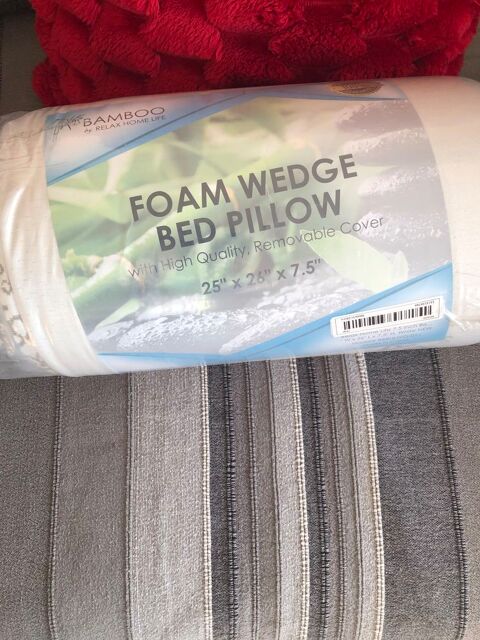 BAMBOO
by RELAX HOME LIFE
FOAM WEDGE
BED PILLOW
with High Quality, Removable Cover
25" x 26" x 7.5"